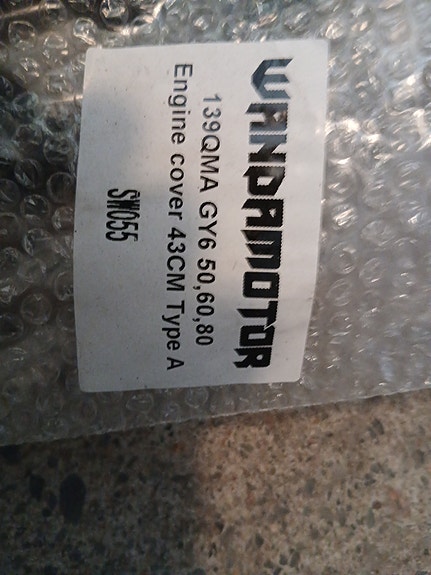 WANDAMOTOR
139QMA GY6 50,60,80
Engine cover 43CM Type A
SW055